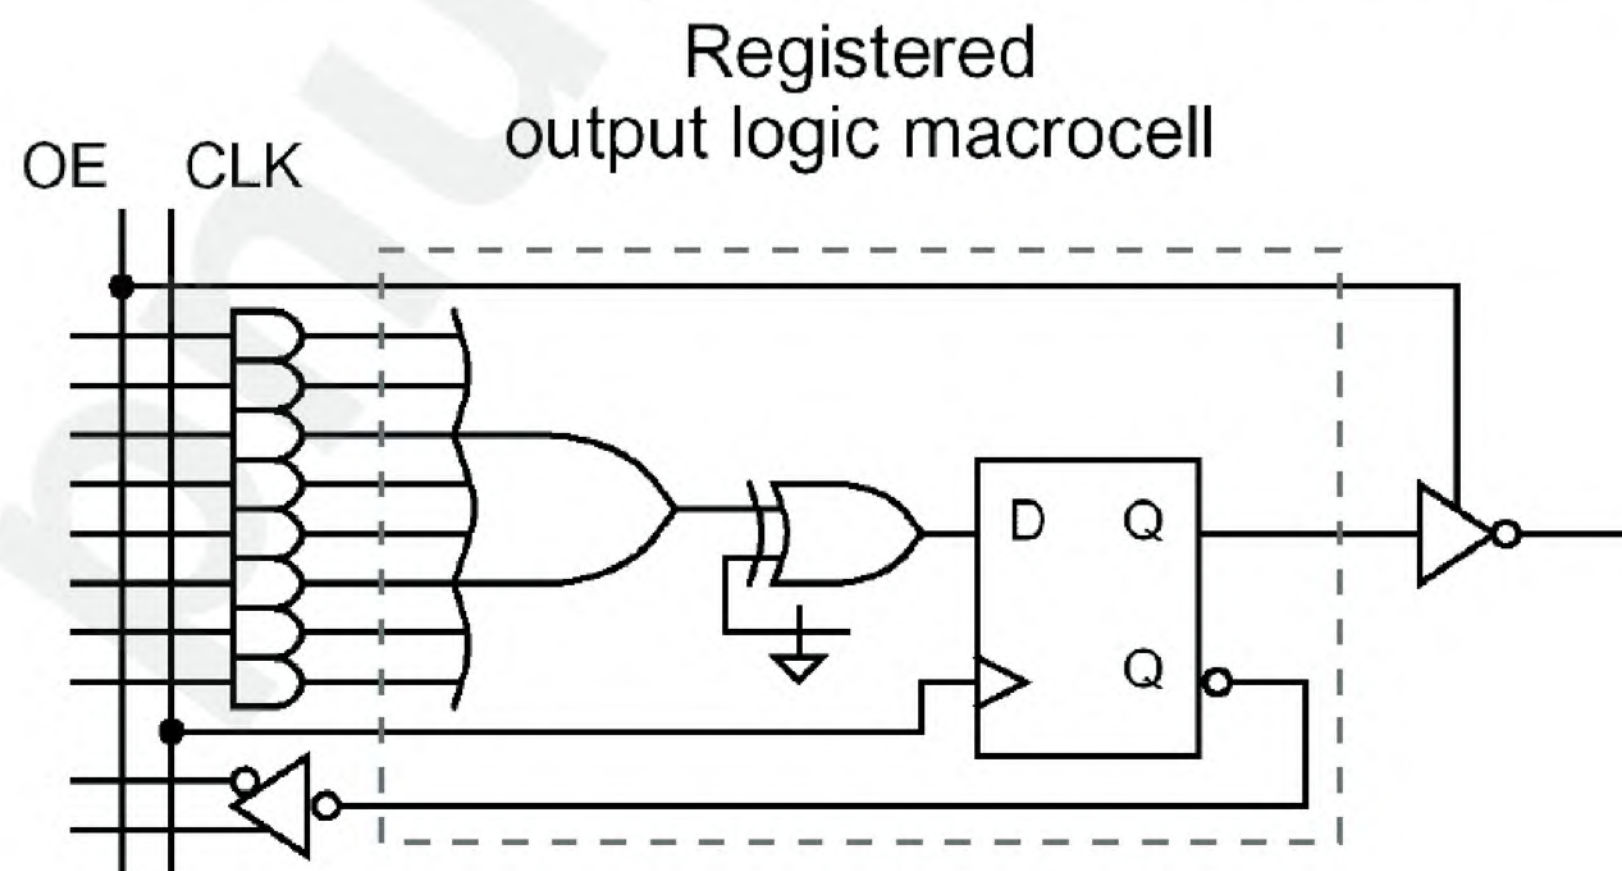 Registered
output logic macrocell
OE CLK
D Q
Q